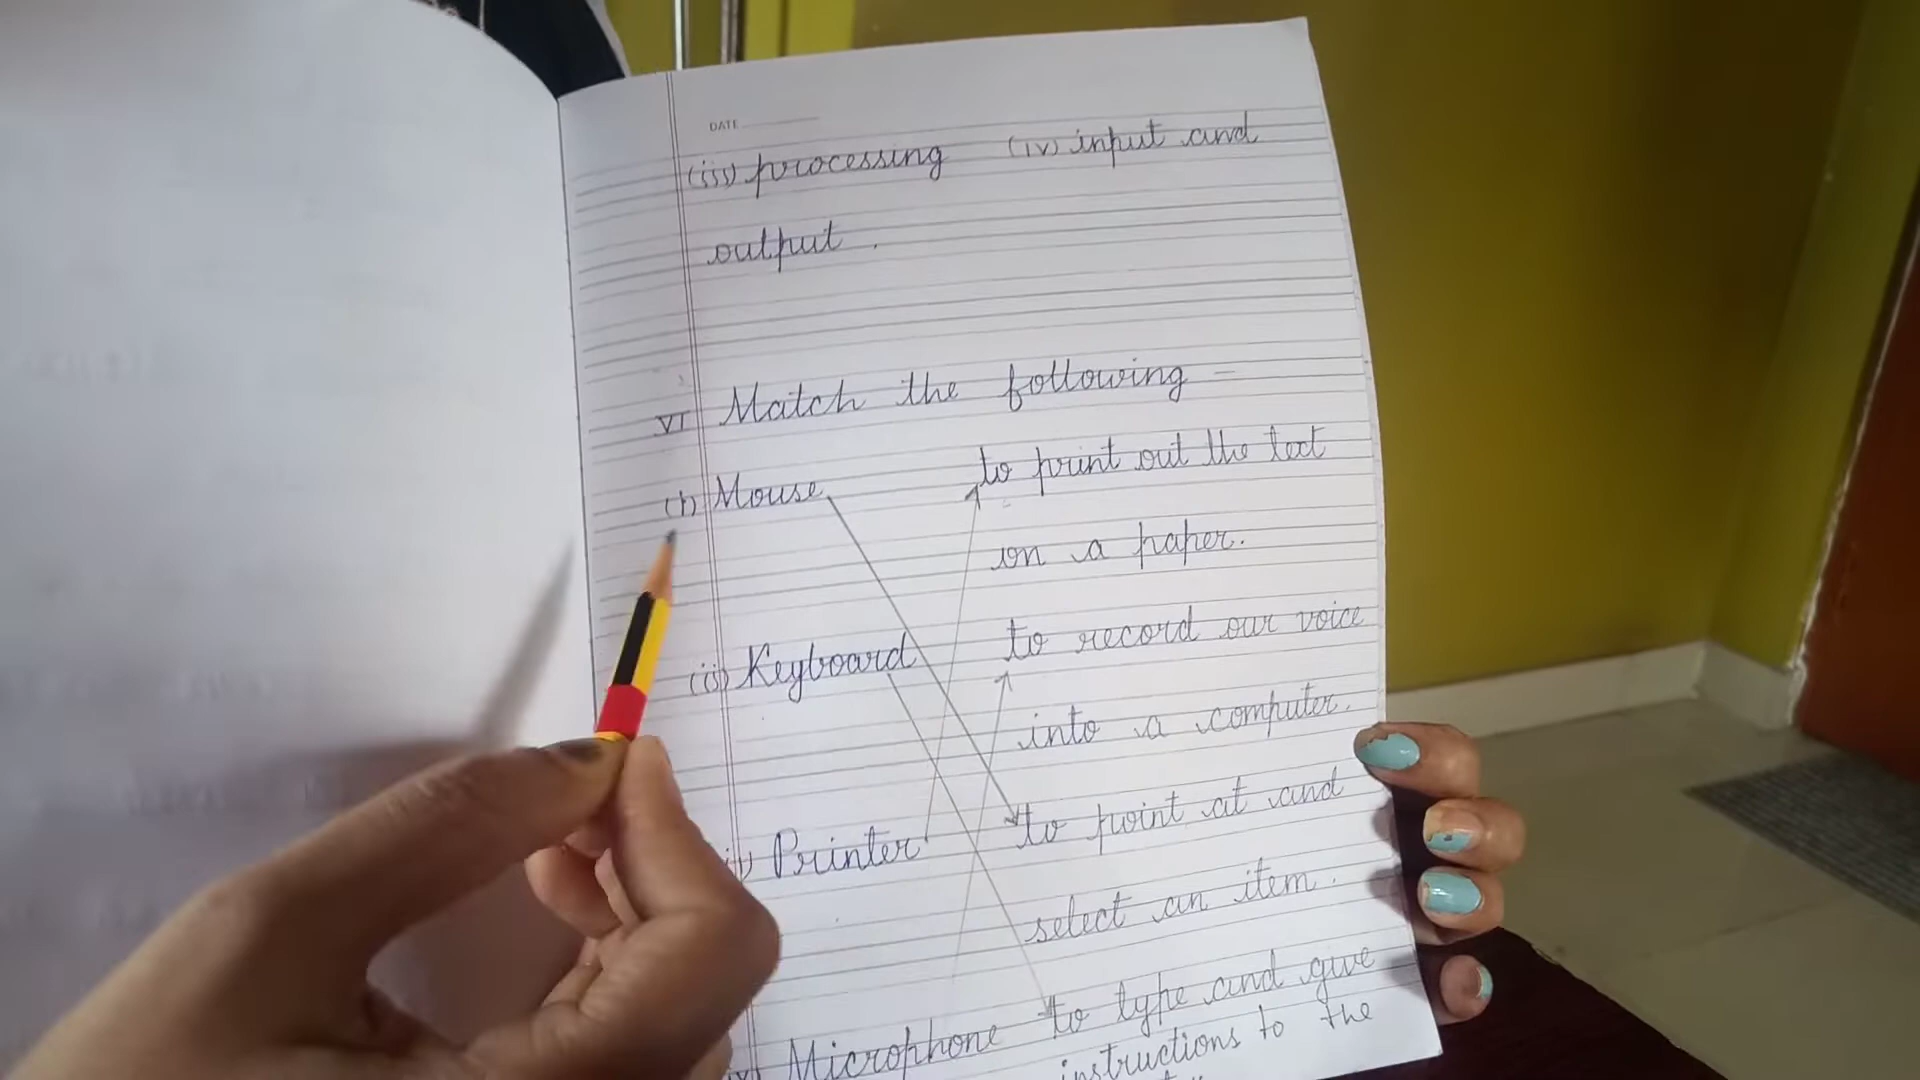 DATE
(iii) processing (iv) input and
output.
VI Match the following -
(i) Mouse to print out the text
on a paper.
(ii) Keyboard to record our voice
into a computer.
Printer to point at and
select an item.
Microphone to type and give
instructions to the